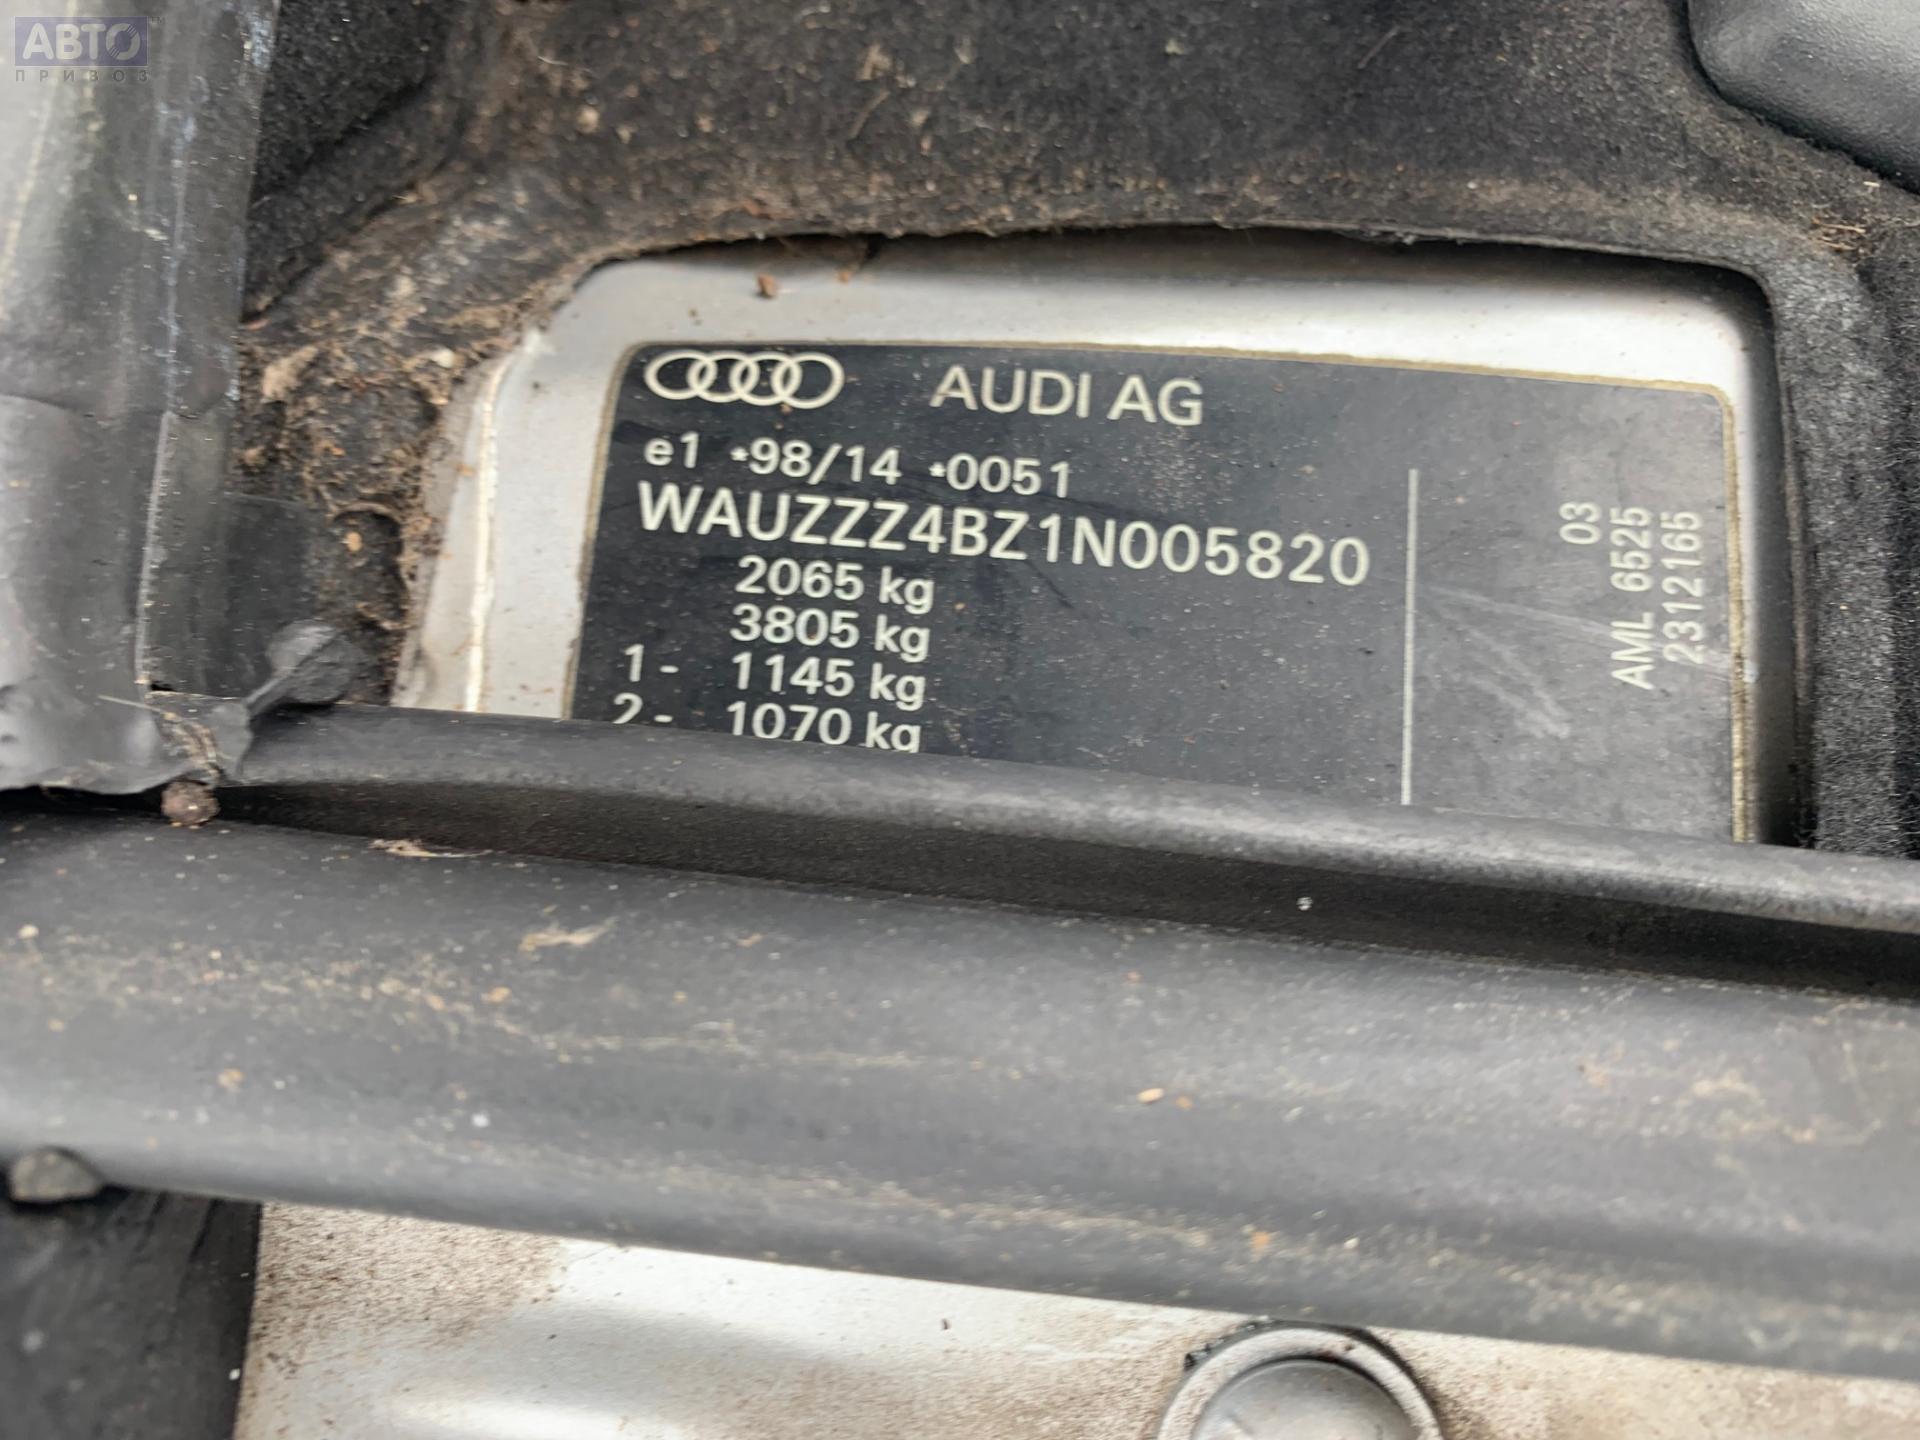 АВТО™
ПРИВОЗ
AUDI AG
e1 *98/14 *0051
WAUZZZ4BZ1N005820
2065 kg
3805 kg
1 - 1145 kg
2 - 1070 kg
03
AML 6525
2312165